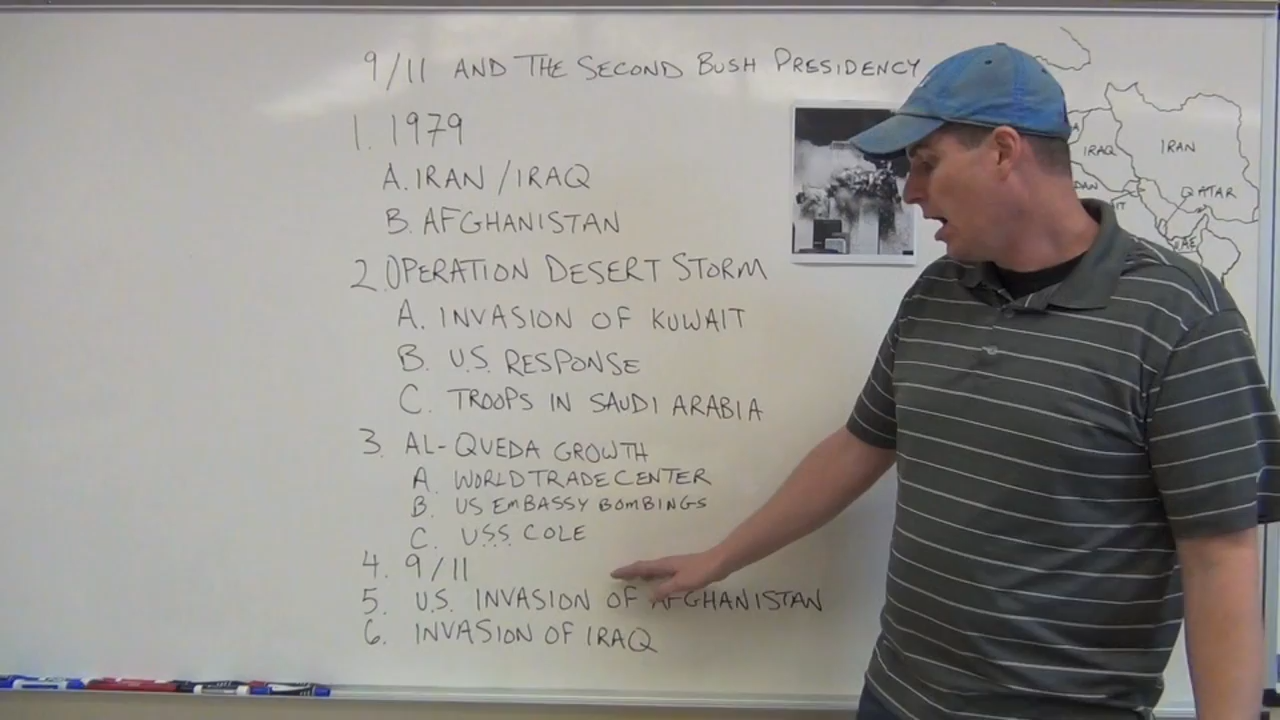 9/11 AND THE SECOND BUSH PRESIDENCY
1. 1979
A. IRAN / IRAQ
B. AFGHANISTAN
2. OPERATION DESERT STORM
A. INVASION OF KUWAIT
B. U.S. RESPONSE
C. TROOPS IN SAUDI ARABIA
3. AL-QUEDA GROWTH
A. WORLD TRADE CENTER
B. US EMBASSY BOMBINGS
C. U.S.S. COLE
4. 9/11
5. U.S. INVASION OF AFGHANISTAN
6. INVASION OF IRAQ
IRAQ
IRAN
DAN
QATAR
IT
UAE